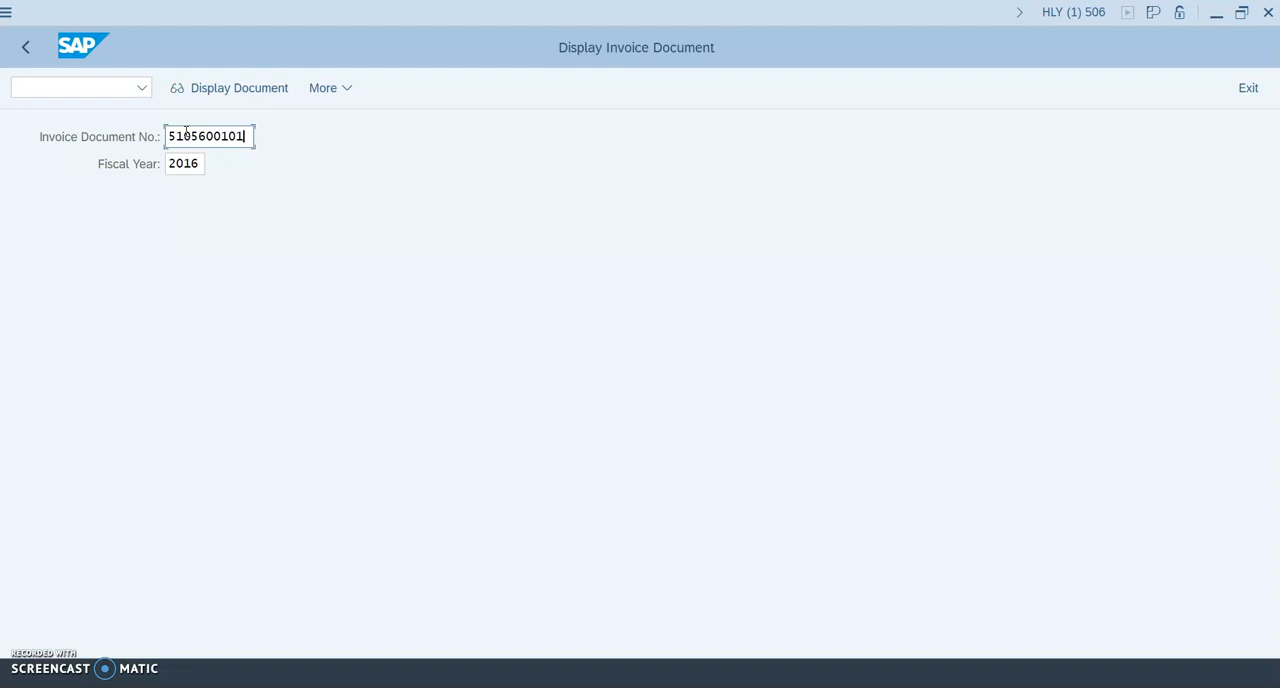 HLY (1) 506
SAP Display Invoice Document
Display Document More Exit
Invoice Document No.: 5105600101
Fiscal Year: 2016
RECORDED WITH
SCREENCAST MATIC